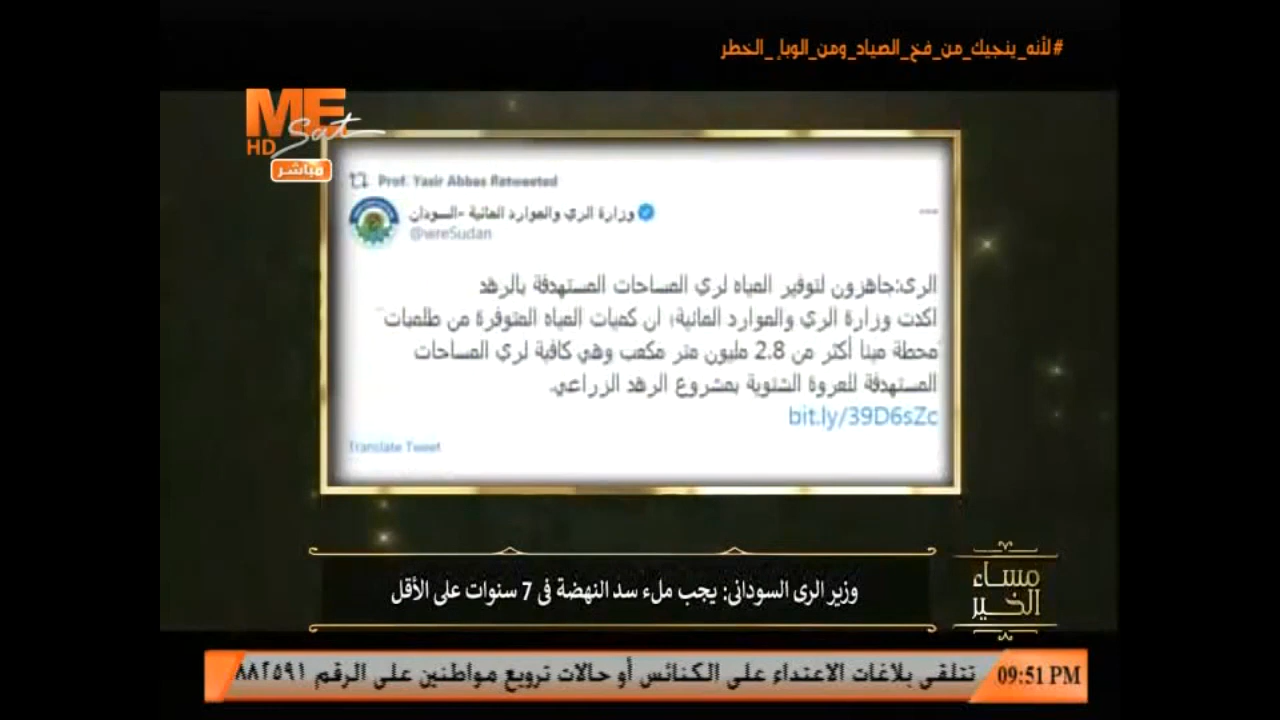 #لأنه_ينجيك_من_فخ_الصياد_ومن_الوبإ_الخطر
ME
Sat
HD
مباشر
Prof. Yasir Abbas Retweeted
وزارة الري والموارد المائية -السودان
@wreSudan
الرى:جاهزون لتوفير المياه لري المساحات المستهدفة بالرهد
اكدت وزارة الري والموارد المائية، ان كميات المياه المتوفرة من طلمبات
محطة مينا أكثر من 2.8 مليون متر مكعب وهي كافية لري المساحات
المستهدفة للعروة الشتوية بمشروع الرهد الزراعي.
bit.ly/39D6sZc
Translate Tweet
وزير الرى السودانى: يجب ملء سد النهضة فى 7 سنوات على الأقل
مساء
الخير
تتلقى بلاغات الاعتداء على الكنائس أو حالات ترويع مواطنين على الرقم ٨٨٢٥٩١
09:51 PM